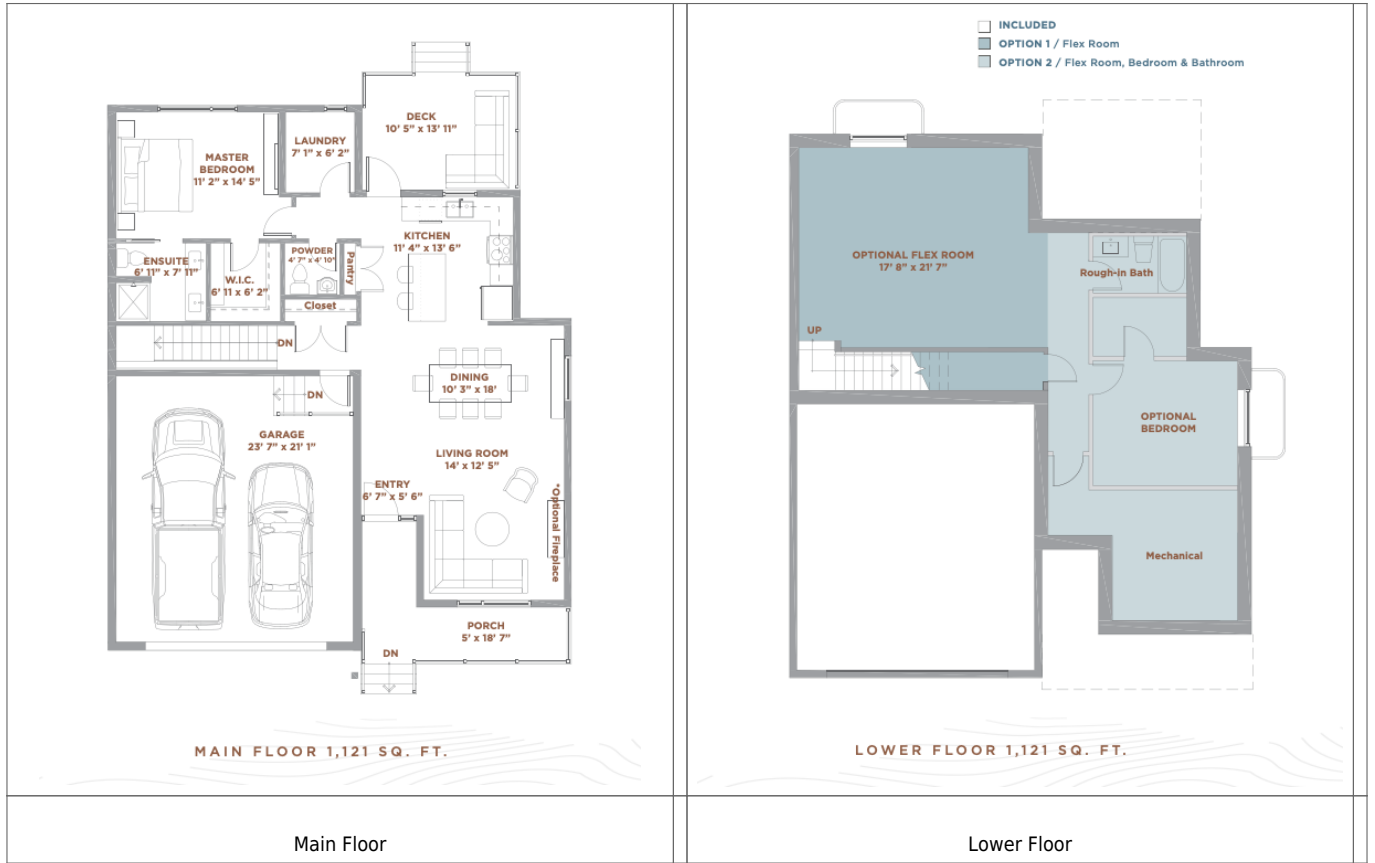 DECK
10' 5" x 13' 11"
LAUNDRY
7' 1" x 6' 2"
MASTER
BEDROOM
11' 2" x 14' 5"
KITCHEN
11' 4" x 13' 6"
POWDER
4' 7" x 4' 10"
Pantry
ENSUITE
6' 11" x 7' 11"
W.I.C.
6' 11 x 6' 2"
Closet
DN
DINING
10' 3" x 18'
DN
GARAGE
23' 7" x 21' 1"
LIVING ROOM
14' x 12' 5"
ENTRY
6' 7" x 5' 6"
*Optional Fireplace
PORCH
5' x 18' 7"
DN
MAIN FLOOR 1,121 SQ. FT.
Main Floor
INCLUDED
OPTION 1 / Flex Room
OPTION 2 / Flex Room, Bedroom & Bathroom
OPTIONAL FLEX ROOM
17' 8" x 21' 7"
Rough-in Bath
UP
OPTIONAL
BEDROOM
Mechanical
LOWER FLOOR 1,121 SQ. FT.
Lower Floor